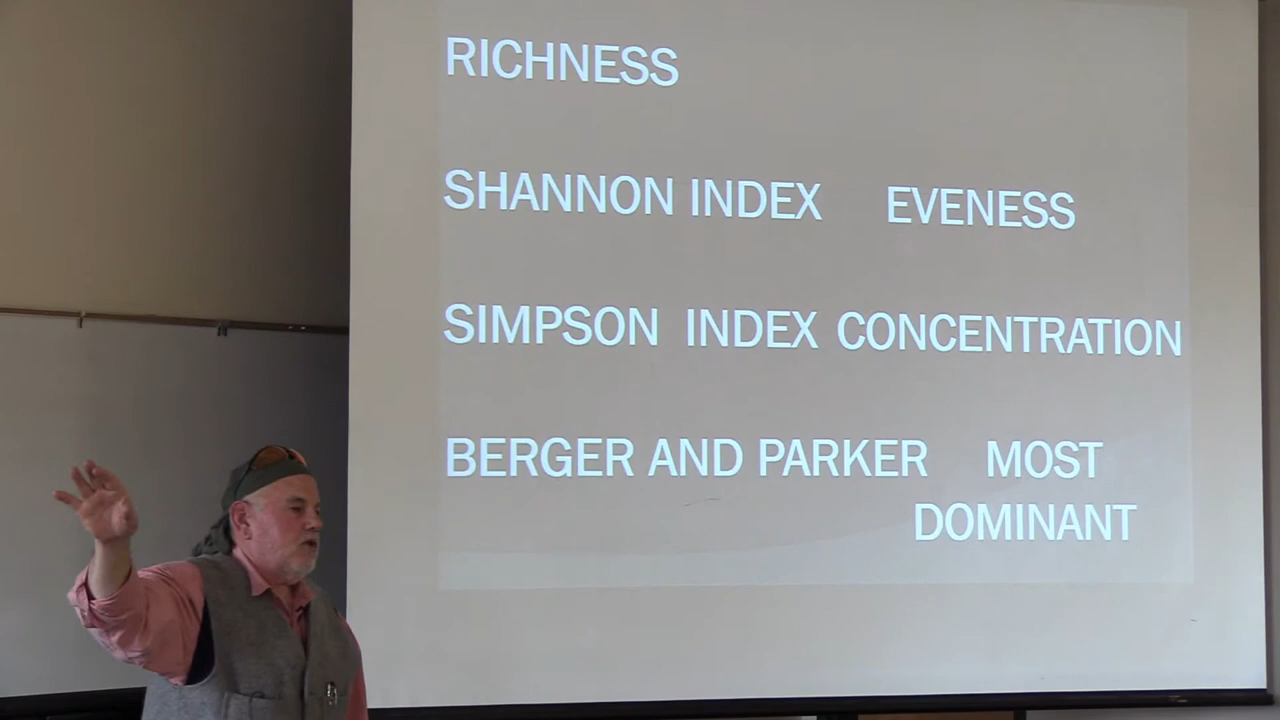 RICHNESS
SHANNON INDEX EVENESS
SIMPSON INDEX CONCENTRATION
BERGER AND PARKER MOST
DOMINANT